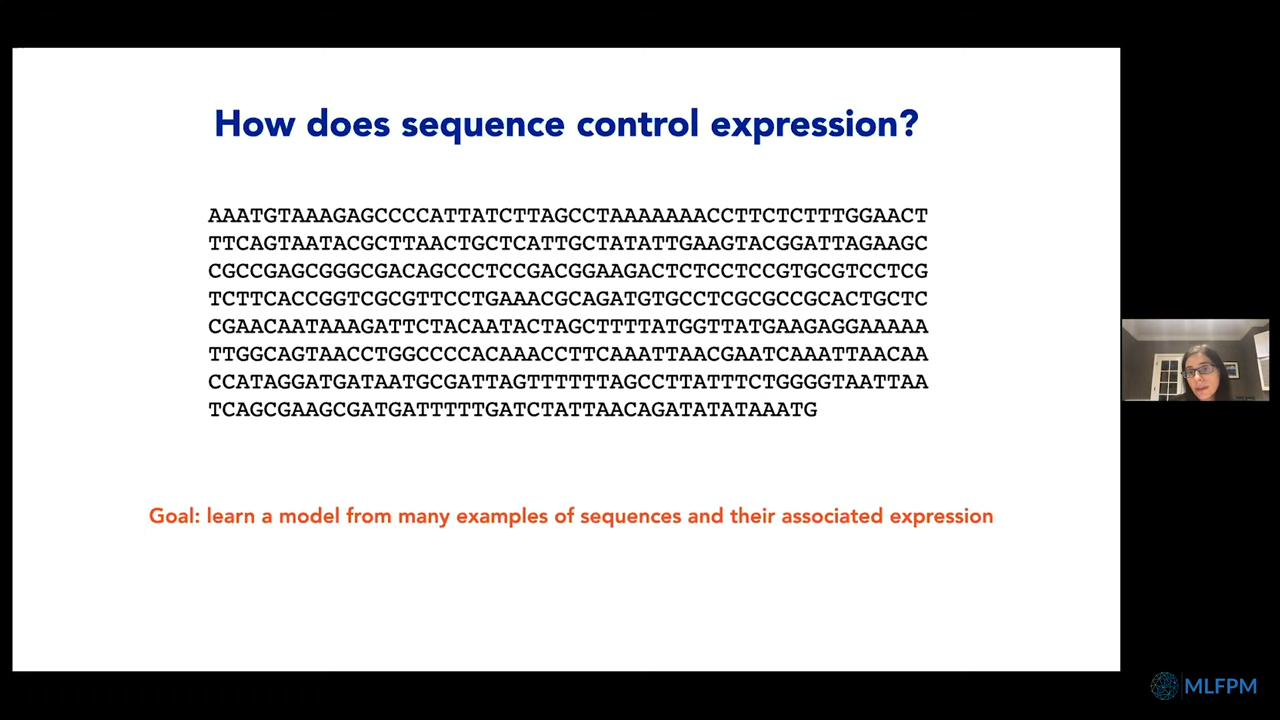 How does sequence control expression?
AAATGTAAAGAGCCCCATTATCTTAGCCTAAAAAAACCTTCTCTTTGGAACT
TTCAGTAATACGCTTAACTGCTCATTGCTATATTGAAGTACGGATTAGAAGC
CGCCGAGCGGGCGACAGCCCTCCGACGGAAGACTCTCCTCCGTGCGTCCTCG
TCTTCACCGGTCGCGTTCCTGAAACGCAGATGTGCCTCGCGCCGCACTGCTC
CGAACAATAAAGATTCTACAATACTAGCTTTTATGGTTATGAAGAGGAAAAA
TTGGCAGTAACCTGGCCCCACAAACCTTCAAATTAACGAATCAAATTAACAA
CCATAGGATGATAATGCGATTAGTTTTTTAGCCTTATTTCTGGGGTAATTAA
TCAGCGAAGCGATGATTTTTGATCTATTAACAGATATATAAATG
Goal: learn a model from many examples of sequences and their associated expression
MLFPM